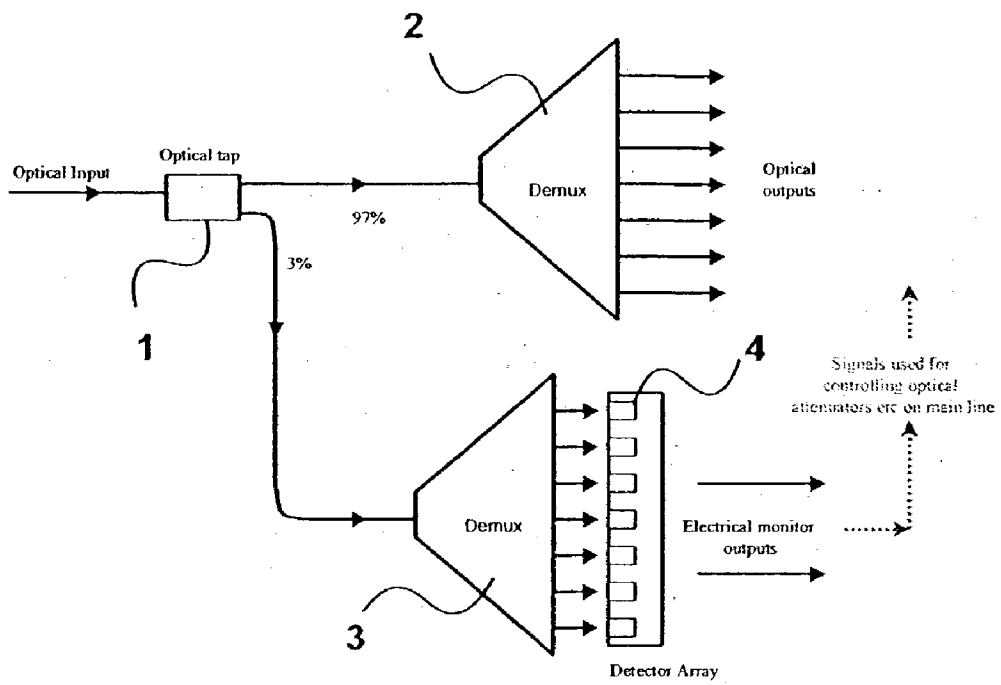 2
Optical tap
Optical Input
Demux
Optical
outputs
97%
3%
1
4
Signals used for
controlling optical
attenuators etc on main line
Demux
Electrical monitor
outputs
3
Detector Array